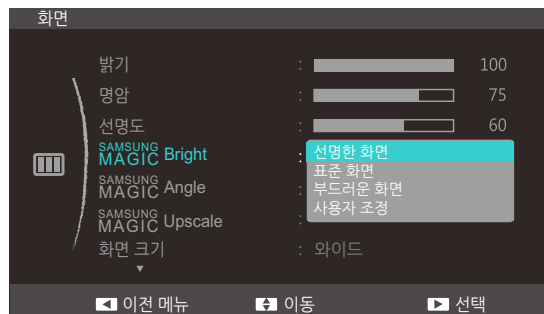 화면
밝기 : 100
명암 : 75
선명도 : 60
SAMSUNG MAGIC Bright :
선명한 화면
표준 화면
부드러운 화면
사용자 조정
SAMSUNG MAGIC Angle :
SAMSUNG MAGIC Upscale :
화면 크기 : 와이드
이전 메뉴 이동 선택